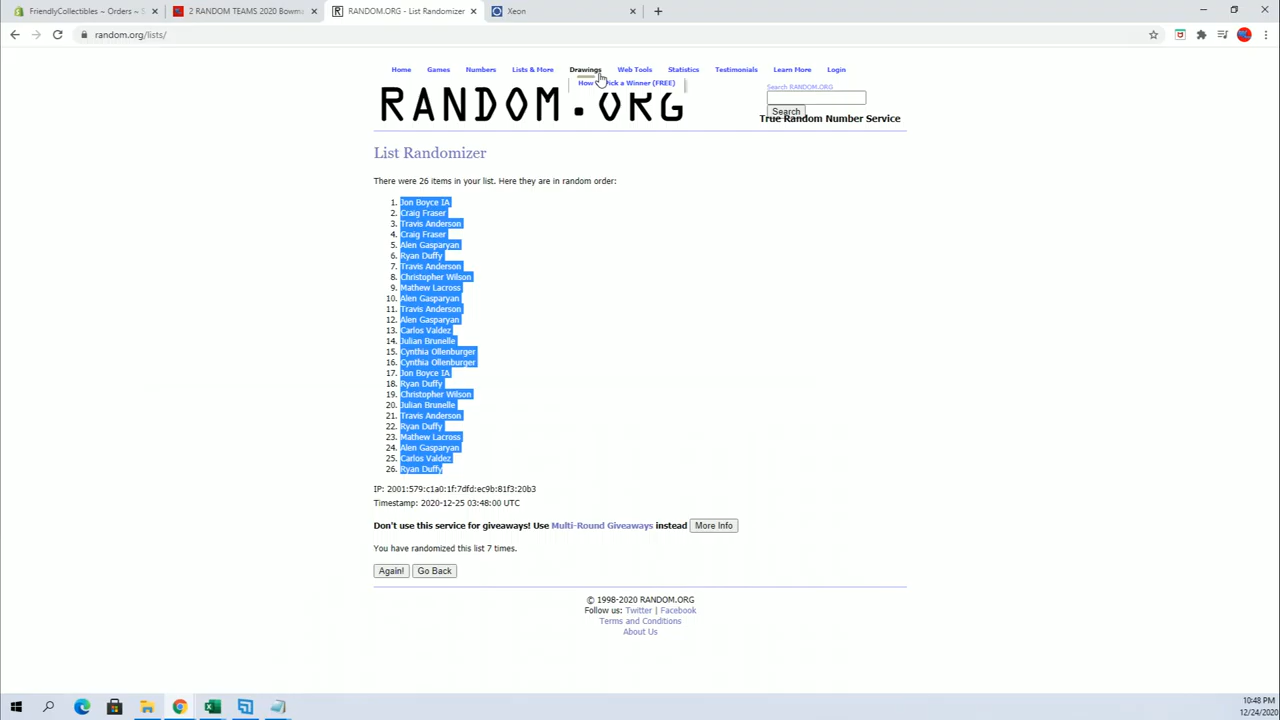 FriendlyCollectibles ~ Orders ~ S
2 RANDOM TEAMS 2020 Bowma
RANDOM.ORG - List Randomizer
Xeon
random.org/lists/
Home Games Numbers Lists & More Drawings Web Tools Statistics Testimonials Learn More Login
How Pick a Winner (FREE)
Search RANDOM.ORG
RANDOM.ORG
Search
True Random Number Service
List Randomizer
There were 26 items in your list. Here they are in random order:
1. Jon Boyce IA
2. Craig Fraser
3. Travis Anderson
4. Craig Fraser
5. Alen Gasparyan
6. Ryan Duffy
7. Travis Anderson
8. Christopher Wilson
9. Mathew Lacross
10. Alen Gasparyan
11. Travis Anderson
12. Alen Gasparyan
13. Carlos Valdez
14. Julian Brunelle
15. Cynthia Ollenburger
16. Cynthia Ollenburger
17. Jon Boyce IA
18. Ryan Duffy
19. Christopher Wilson
20. Julian Brunelle
21. Travis Anderson
22. Ryan Duffy
23. Mathew Lacross
24. Alen Gasparyan
25. Carlos Valdez
26. Ryan Duffy
IP: 2001:579:c1a0:1f:7dfd:ec9b:81f3:20b3
Timestamp: 2020-12-25 03:48:00 UTC
Don't use this service for giveaways! Use Multi-Round Giveaways instead More Info
You have randomized this list 7 times.
Again! Go Back
© 1998-2020 RANDOM.ORG
Follow us: Twitter | Facebook
Terms and Conditions
About Us
10:48 PM
12/24/2020